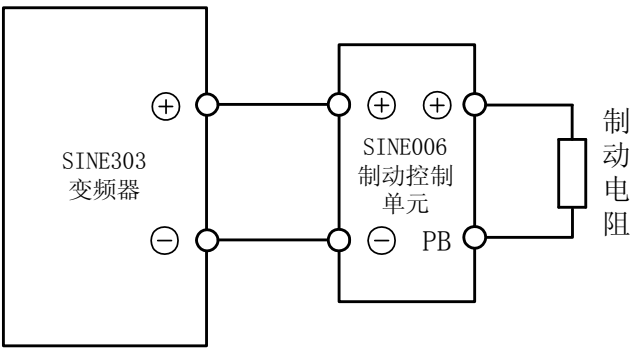 SINE303
变频器
⊕
⊖
⊕ ⊕
SINE006
制动控制
单元
⊖ PB
制动电阻